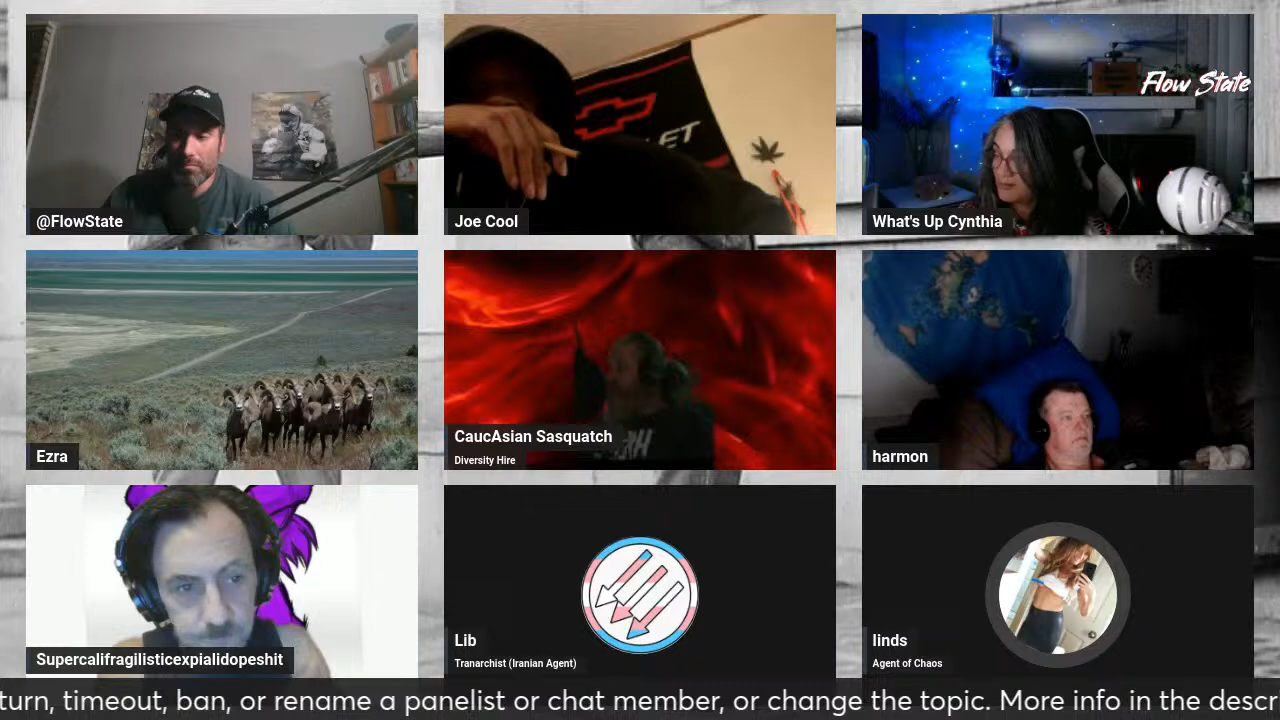 @FlowState
LET
Joe Cool
Flow State
What's Up Cynthia
Ezra
CaucAsian Sasquatch
Diversity Hire
harmon
Supercalifragilisticexpialidopeshit
Lib
Tranarchist (Iranian Agent)
linds
Agent of Chaos
turn, timeout, ban, or rename a panelist or chat member, or change the topic. More info in the descr